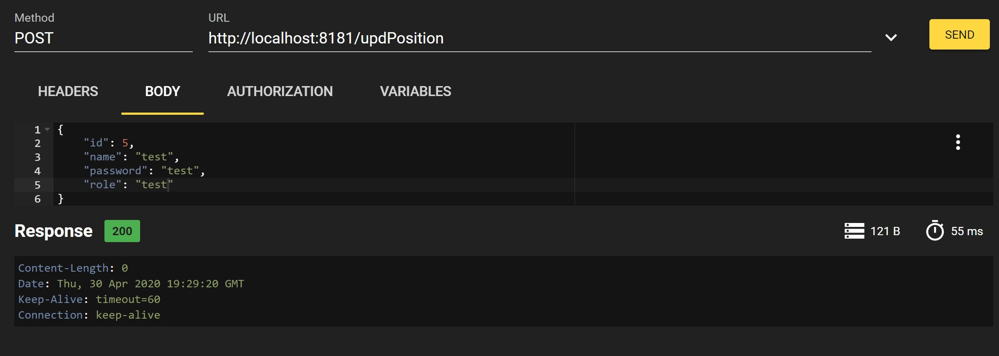 Method
POST
URL
http://localhost:8181/updPosition
SEND
HEADERS BODY AUTHORIZATION VARIABLES
1 {
2 "id": 5,
3 "name": "test",
4 "password": "test",
5 "role": "test"
6 }
Response 200 121 B 55 ms
Content-Length: 0
Date: Thu, 30 Apr 2020 19:29:20 GMT
Keep-Alive: timeout=60
Connection: keep-alive